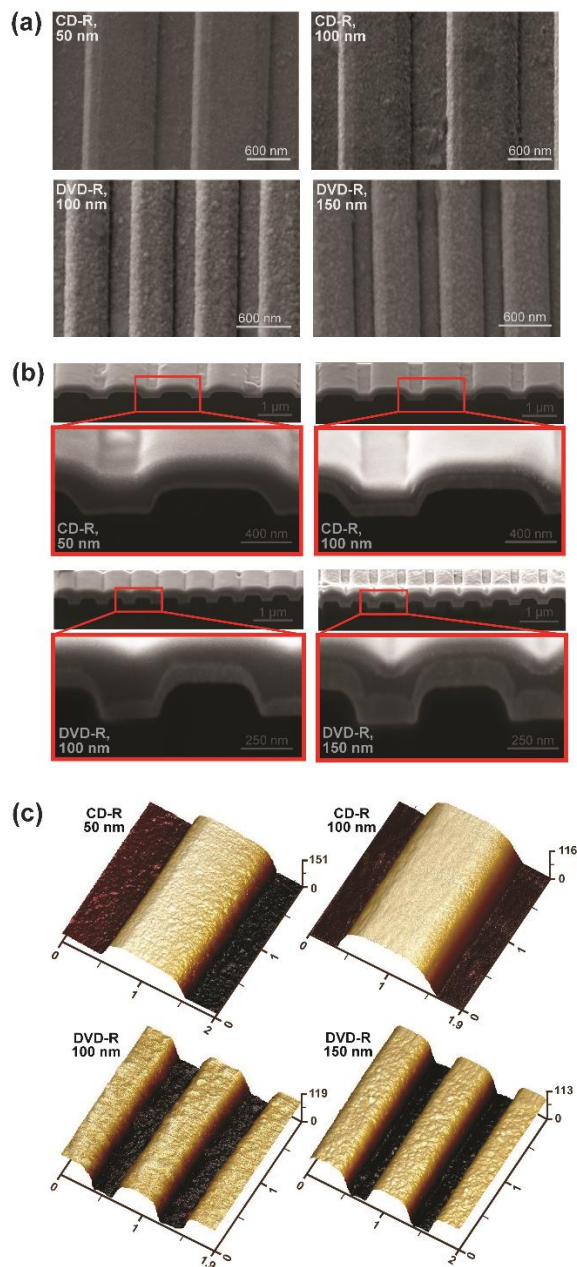 (a)
CD-R,
50 nm
600 nm
CD-R,
100 nm
600 nm
DVD-R,
100 nm
600 nm
DVD-R,
150 nm
600 nm
(b)
1 µm
1 µm
CD-R,
50 nm
400 nm
CD-R,
100 nm
400 nm
1 µm
1 µm
DVD-R,
100 nm
250 nm
DVD-R,
150 nm
250 nm
(c)
CD-R
50 nm
151
0
0
1
2
0
1
CD-R
100 nm
116
0
0
1
1.9
0
1
DVD-R
100 nm
119
0
0
1
1.9
0
1
DVD-R
150 nm
113
0
0
1
2
0
1